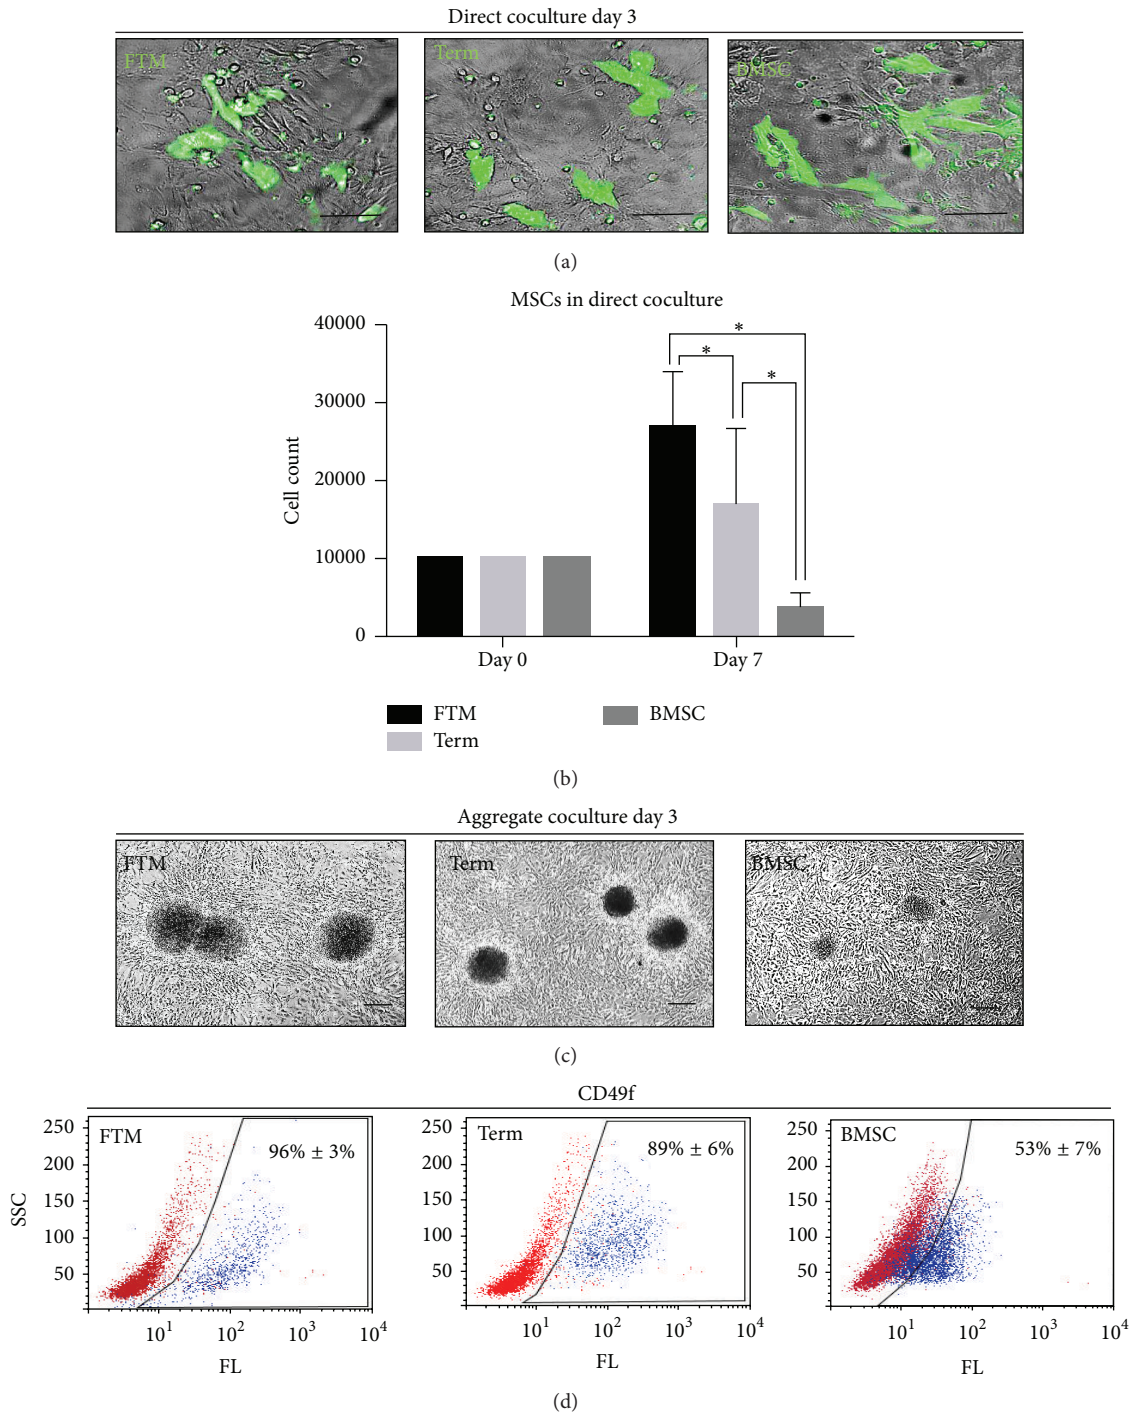 Direct coculture day 3
FTM
Term
BMSC
(a)
MSCs in direct coculture
Cell count
40000
30000
20000
10000
0
*
*
*
Day 0
Day 7
FTM
BMSC
Term
(b)
Aggregate coculture day 3
FTM
Term
BMSC
(c)
CD49f
SSC
250
200
150
100
50
FTM
96% ± 3%
10¹
10²
10³
10⁴
FL
250
200
150
100
50
Term
89% ± 6%
10¹
10²
10³
10⁴
FL
250
200
150
100
50
BMSC
53% ± 7%
10¹
10²
10³
10⁴
FL
(d)